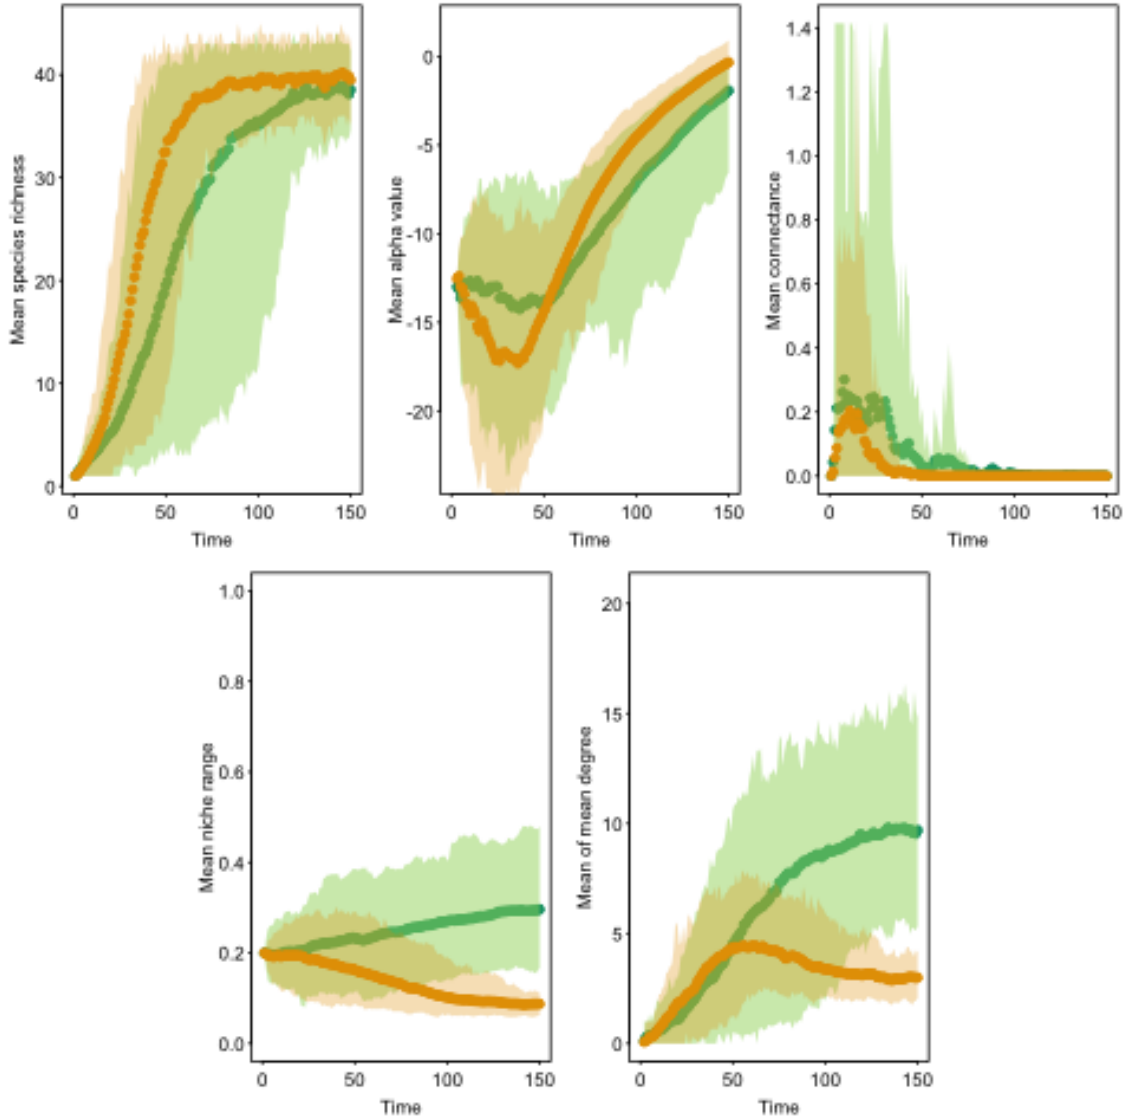 Mean species richness
40
30
20
10
0
0 50 100 150
Time
Mean alpha value
0
-5
-10
-15
-20
0 50 100 150
Time
Mean connectance
1.4
1.2
1.0
0.8
0.6
0.4
0.2
0.0
0 50 100 150
Time
Mean niche range
1.0
0.8
0.6
0.4
0.2
0.0
0 50 100 150
Time
Mean of mean degree
20
15
10
5
0
0 50 100 150
Time